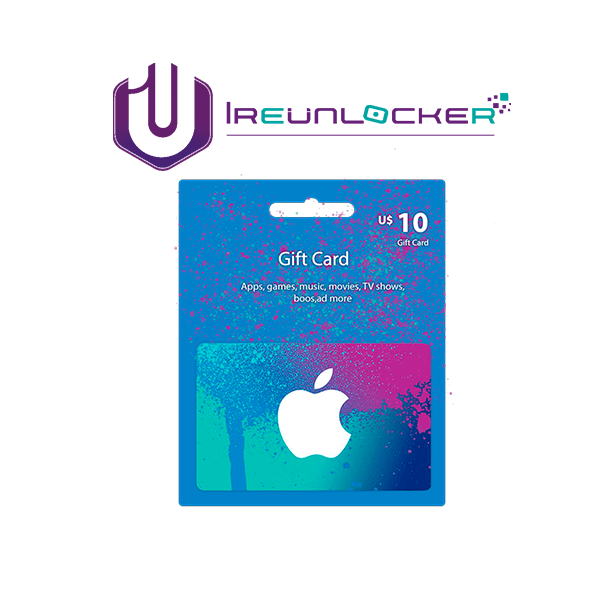 IREUNLOCKER
U$ 10
Gift Card
Gift Card
Apps, games, music, movies, TV shows,
boos,ad more